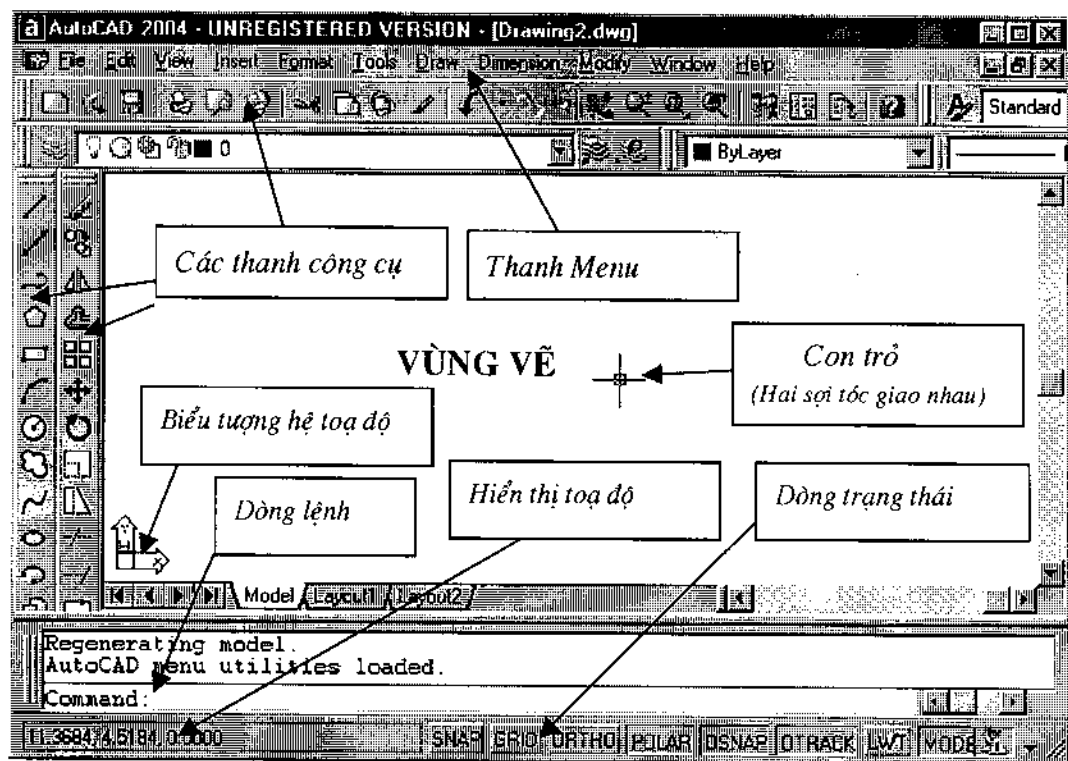 AutoCAD 2004 - UNREGISTERED VERSION - [Drawing2.dwg]
File Edit View Insert Format Tools Draw Dimension Modify Window Help
Standard
0 ByLayer
Các thanh công cụ
Thanh Menu
VÙNG VẼ
Con trỏ
(Hai sợi tóc giao nhau)
Biểu tượng hệ toạ độ
Dòng lệnh
Hiển thị toạ độ
Dòng trạng thái
W
X
Model Layout1 Layout2
Regenerating model.
AutoCAD menu utilities loaded.
Command:
SNAP GRID ORTHO POLAR OSNAP OTRACK LWT MODE